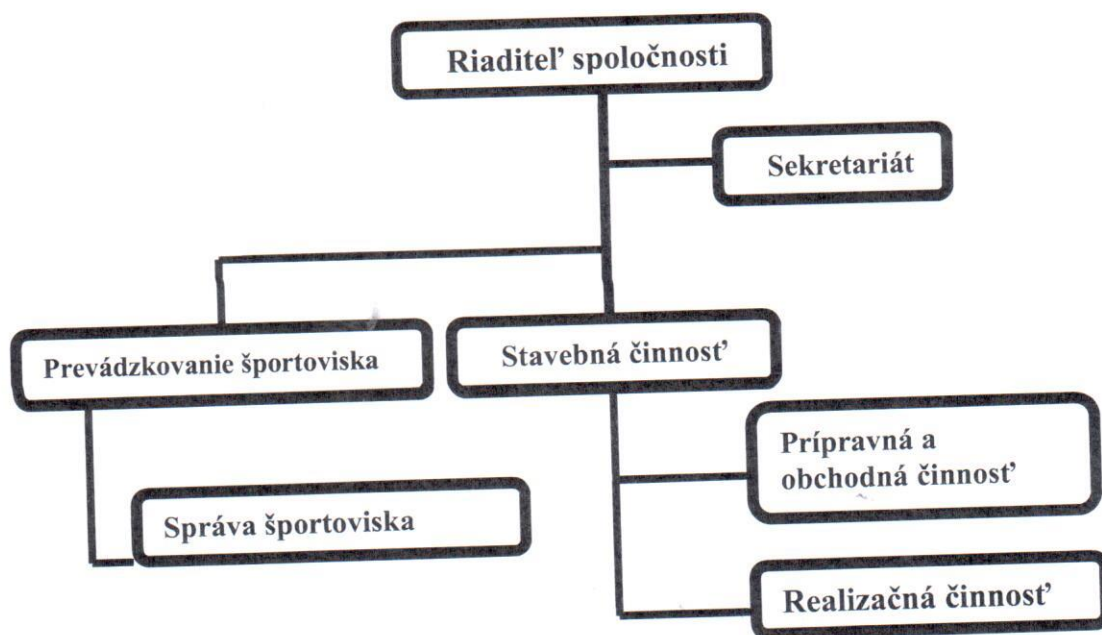 Riaditeľ spoločnosti
Sekretariát
Prevádzkovanie športoviska
Stavebná činnosť
Prípravná a
obchodná činnosť
Správa športoviska
Realizačná činnosť